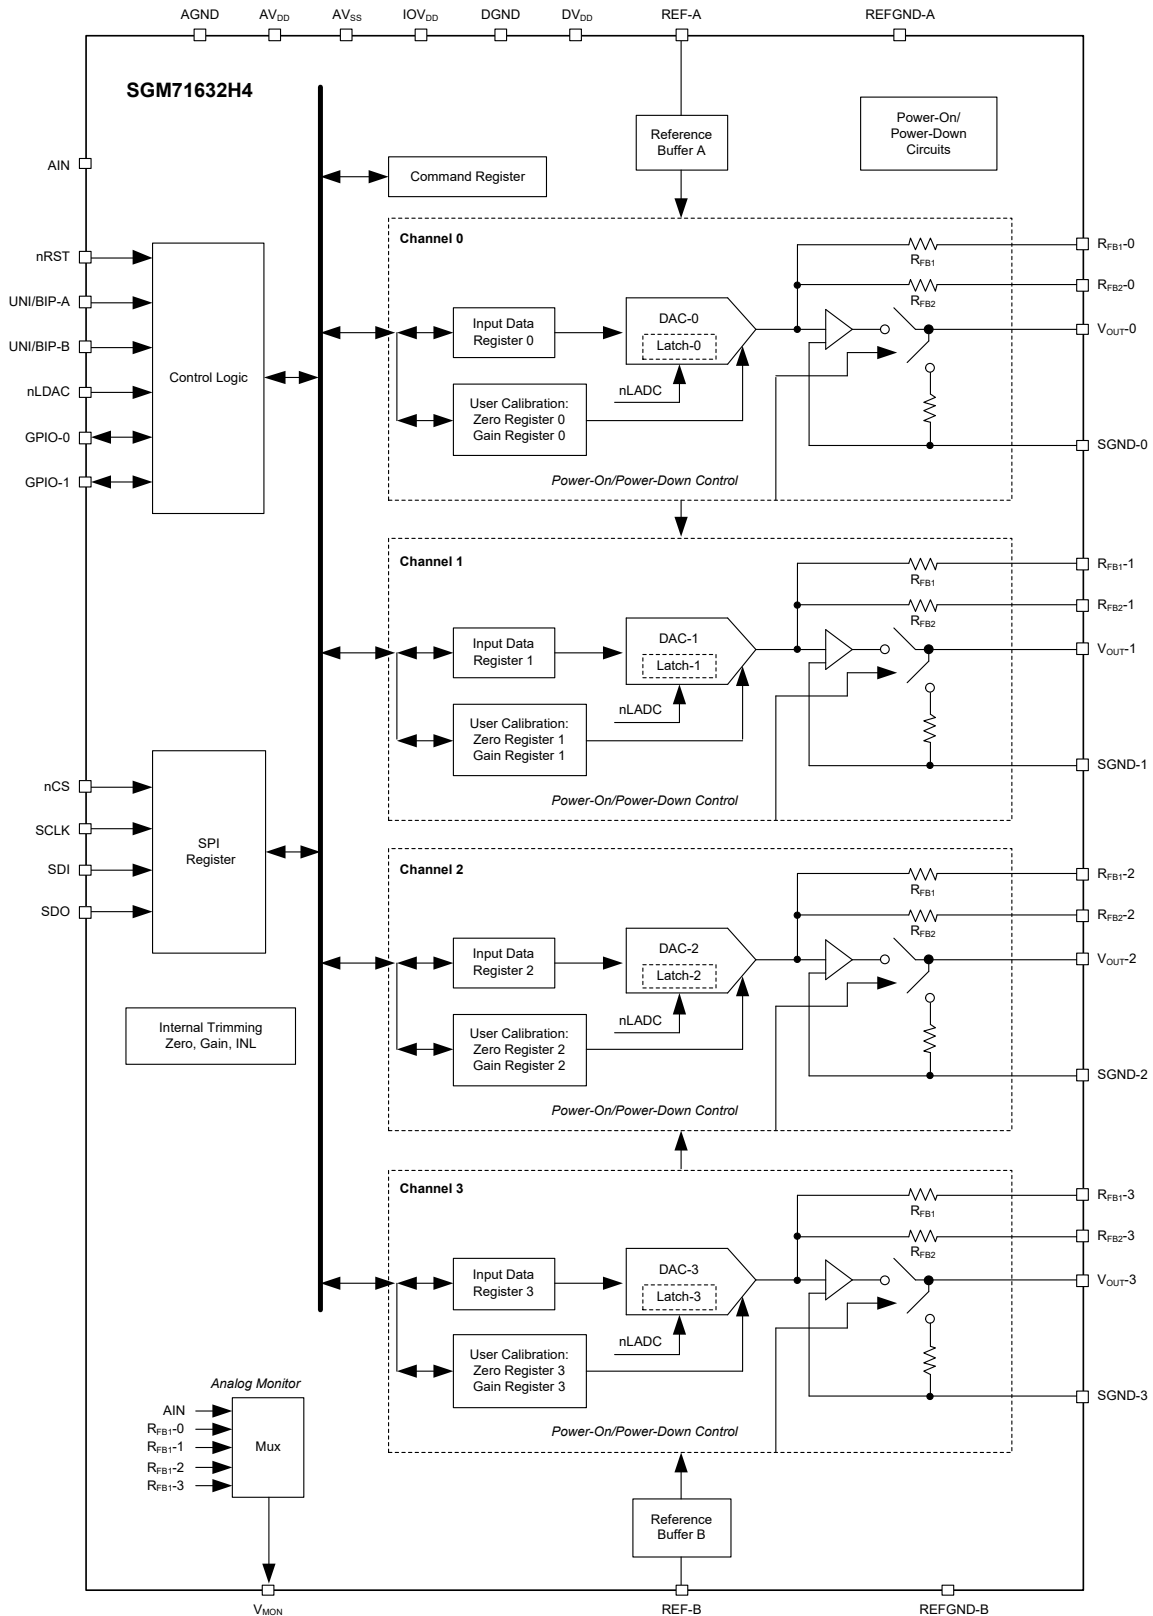 AGND AVDD AVSS IOVDD DGND DVDD REF-A REFGND-A
SGM71632H4
Reference
Buffer A
Power-On/
Power-Down
Circuits
AIN
Command Register
nRST
UNI/BIP-A
UNI/BIP-B
nLDAC
GPIO-0
GPIO-1
Control Logic
Channel 0
Input Data
Register 0
DAC-0
Latch-0
nLADC
User Calibration:
Zero Register 0
Gain Register 0
Power-On/Power-Down Control
RFB1
RFB2
RFB1-0
RFB2-0
VOUT-0
SGND-0
Channel 1
Input Data
Register 1
DAC-1
Latch-1
nLADC
User Calibration:
Zero Register 1
Gain Register 1
Power-On/Power-Down Control
RFB1
RFB2
RFB1-1
RFB2-1
VOUT-1
SGND-1
nCS
SCLK
SDI
SDO
SPI
Register
Channel 2
Input Data
Register 2
DAC-2
Latch-2
nLADC
User Calibration:
Zero Register 2
Gain Register 2
Power-On/Power-Down Control
RFB1
RFB2
RFB1-2
RFB2-2
VOUT-2
SGND-2
Internal Trimming
Zero, Gain, INL
Channel 3
Input Data
Register 3
DAC-3
Latch-3
nLADC
User Calibration:
Zero Register 3
Gain Register 3
Power-On/Power-Down Control
RFB1
RFB2
RFB1-3
RFB2-3
VOUT-3
SGND-3
Analog Monitor
AIN
RFB1-0
RFB1-1
RFB1-2
RFB1-3
Mux
Reference
Buffer B
VMON REF-B REFGND-B